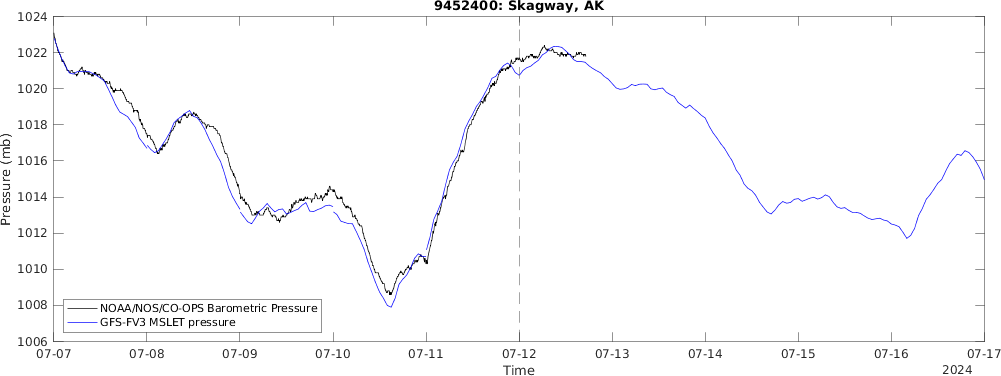 9452400: Skagway, AK
Pressure (mb)
1024
1022
1020
1018
1016
1014
1012
1010
1008
1006
NOAA/NOS/CO-OPS Barometric Pressure
GFS-FV3 MSLET pressure
07-07 07-08 07-09 07-10 07-11 07-12 07-13 07-14 07-15 07-16 07-17
Time
2024